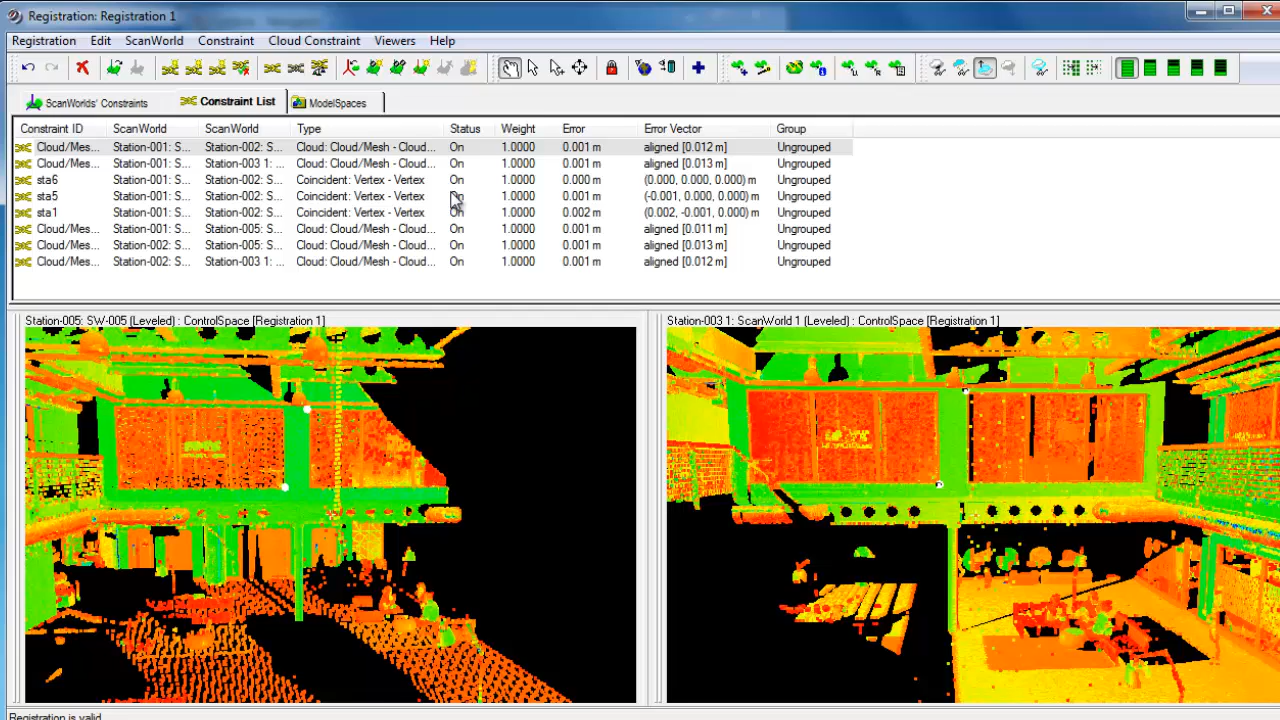 Registration: Registration 1
Registration Edit ScanWorld Constraint Cloud Constraint Viewers Help
ScanWorlds' Constraints Constraint List ModelSpaces
Constraint ID ScanWorld ScanWorld Type Status Weight Error Error Vector Group
Cloud/Mes... Station-001: S... Station-002: S... Cloud: Cloud/Mesh - Cloud... On 1.0000 0.001 m aligned [0.012 m] Ungrouped
Cloud/Mes... Station-001: S... Station-003 1: ... Cloud: Cloud/Mesh - Cloud... On 1.0000 0.001 m aligned [0.013 m] Ungrouped
sta6 Station-001: S... Station-002: S... Coincident: Vertex - Vertex On 1.0000 0.000 m (0.000, 0.000, 0.000) m Ungrouped
sta5 Station-001: S... Station-002: S... Coincident: Vertex - Vertex On 1.0000 0.001 m (-0.001, 0.000, 0.000) m Ungrouped
sta1 Station-001: S... Station-002: S... Coincident: Vertex - Vertex On 1.0000 0.002 m (0.002, -0.001, 0.000) m Ungrouped
Cloud/Mes... Station-001: S... Station-005: S... Cloud: Cloud/Mesh - Cloud... On 1.0000 0.001 m aligned [0.011 m] Ungrouped
Cloud/Mes... Station-002: S... Station-005: S... Cloud: Cloud/Mesh - Cloud... On 1.0000 0.001 m aligned [0.013 m] Ungrouped
Cloud/Mes... Station-002: S... Station-003 1: ... Cloud: Cloud/Mesh - Cloud... On 1.0000 0.001 m aligned [0.012 m] Ungrouped
Station-005: SW-005 (Leveled) : ControlSpace [Registration 1] Station-003 1: ScanWorld 1 (Leveled) : ControlSpace [Registration 1]
Registration is valid